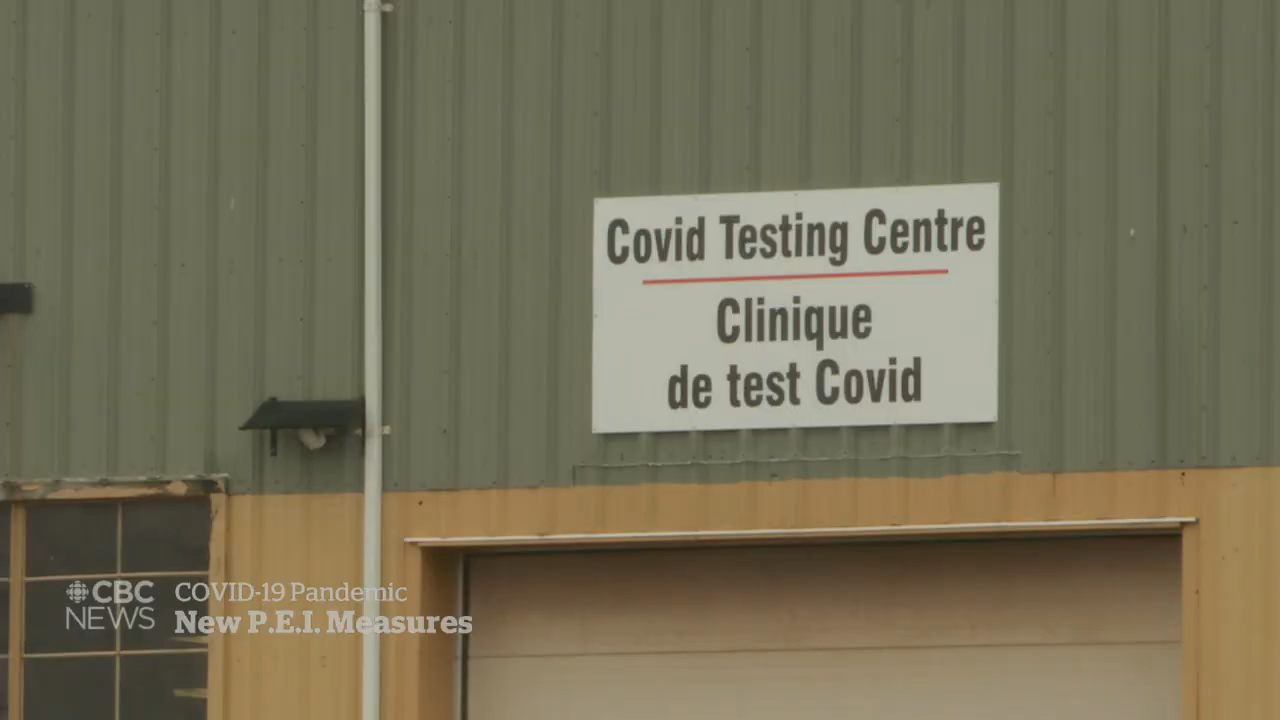 Covid Testing Centre
Clinique
de test Covid
CBC
NEWS
COVID-19 Pandemic
New P.E.I. Measures